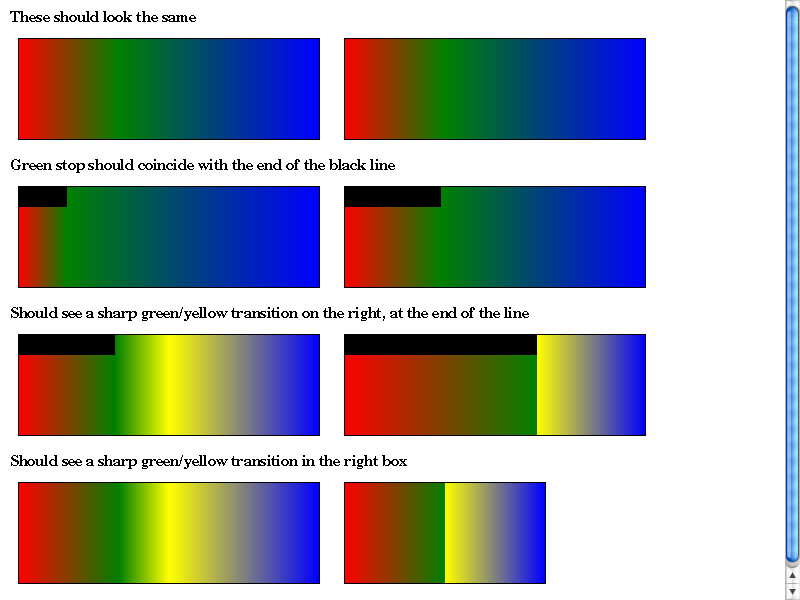 These should look the same
Green stop should coincide with the end of the black line
Should see a sharp green/yellow transition on the right, at the end of the line
Should see a sharp green/yellow transition in the right box